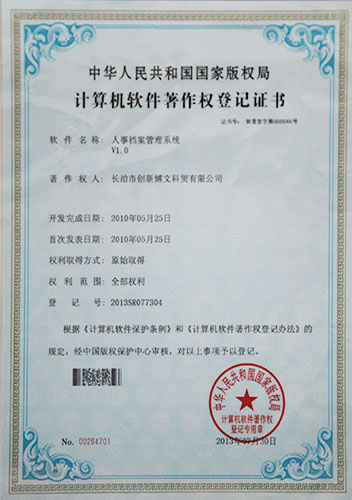 中华人民共和国国家版权局
计算机软件著作权登记证书
证书号：
软件名称： 人事档案管理系统
V1.0
著作权人： 长治市创新博文科贸有限公司
开发完成日期： 2010年05月25日
首次发表日期： 2010年05月25日
权利取得方式： 原始取得
权利范围： 全部权利
登记号： 2013SR077304
根据《计算机软件保护条例》和《计算机软件著作权登记办法》的
规定，经中国版权保护中心审核，对以上事项予以登记。
中华人民共和国国家版权局
计算机软件著作权
登记专用章
No. 00264701
2013年07月30日